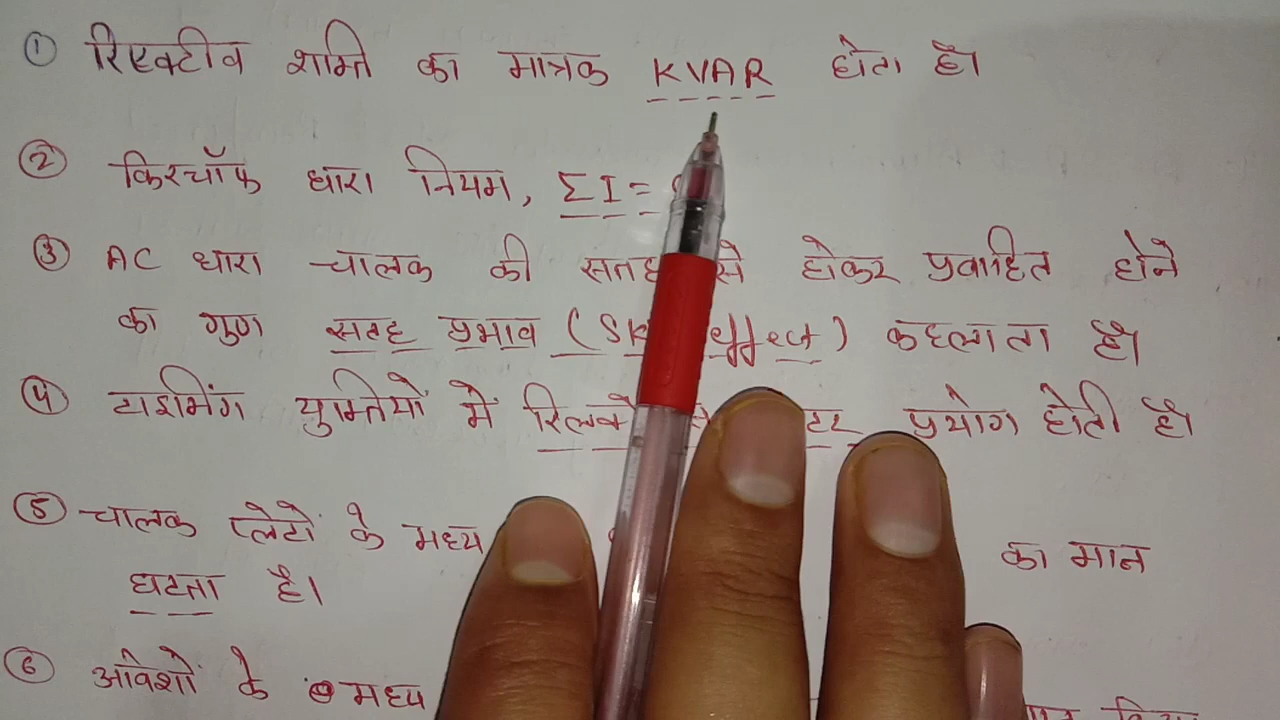 ① रिएक्टीव शक्ति का मात्रक KVAR होता है।
② किरचॉफ धारा नियम, ΣI =
③ AC धारा चालक की सतह से होकर प्रवाहित होने
का गुण सतह प्रभाव ( effect) कहलाता है।
④ टाइमिंग युक्तियों में प्रयोग होती है।
⑤ चालक प्लेटों के मध्य का मान
घटता है।
⑥ आवेशों के मध्य